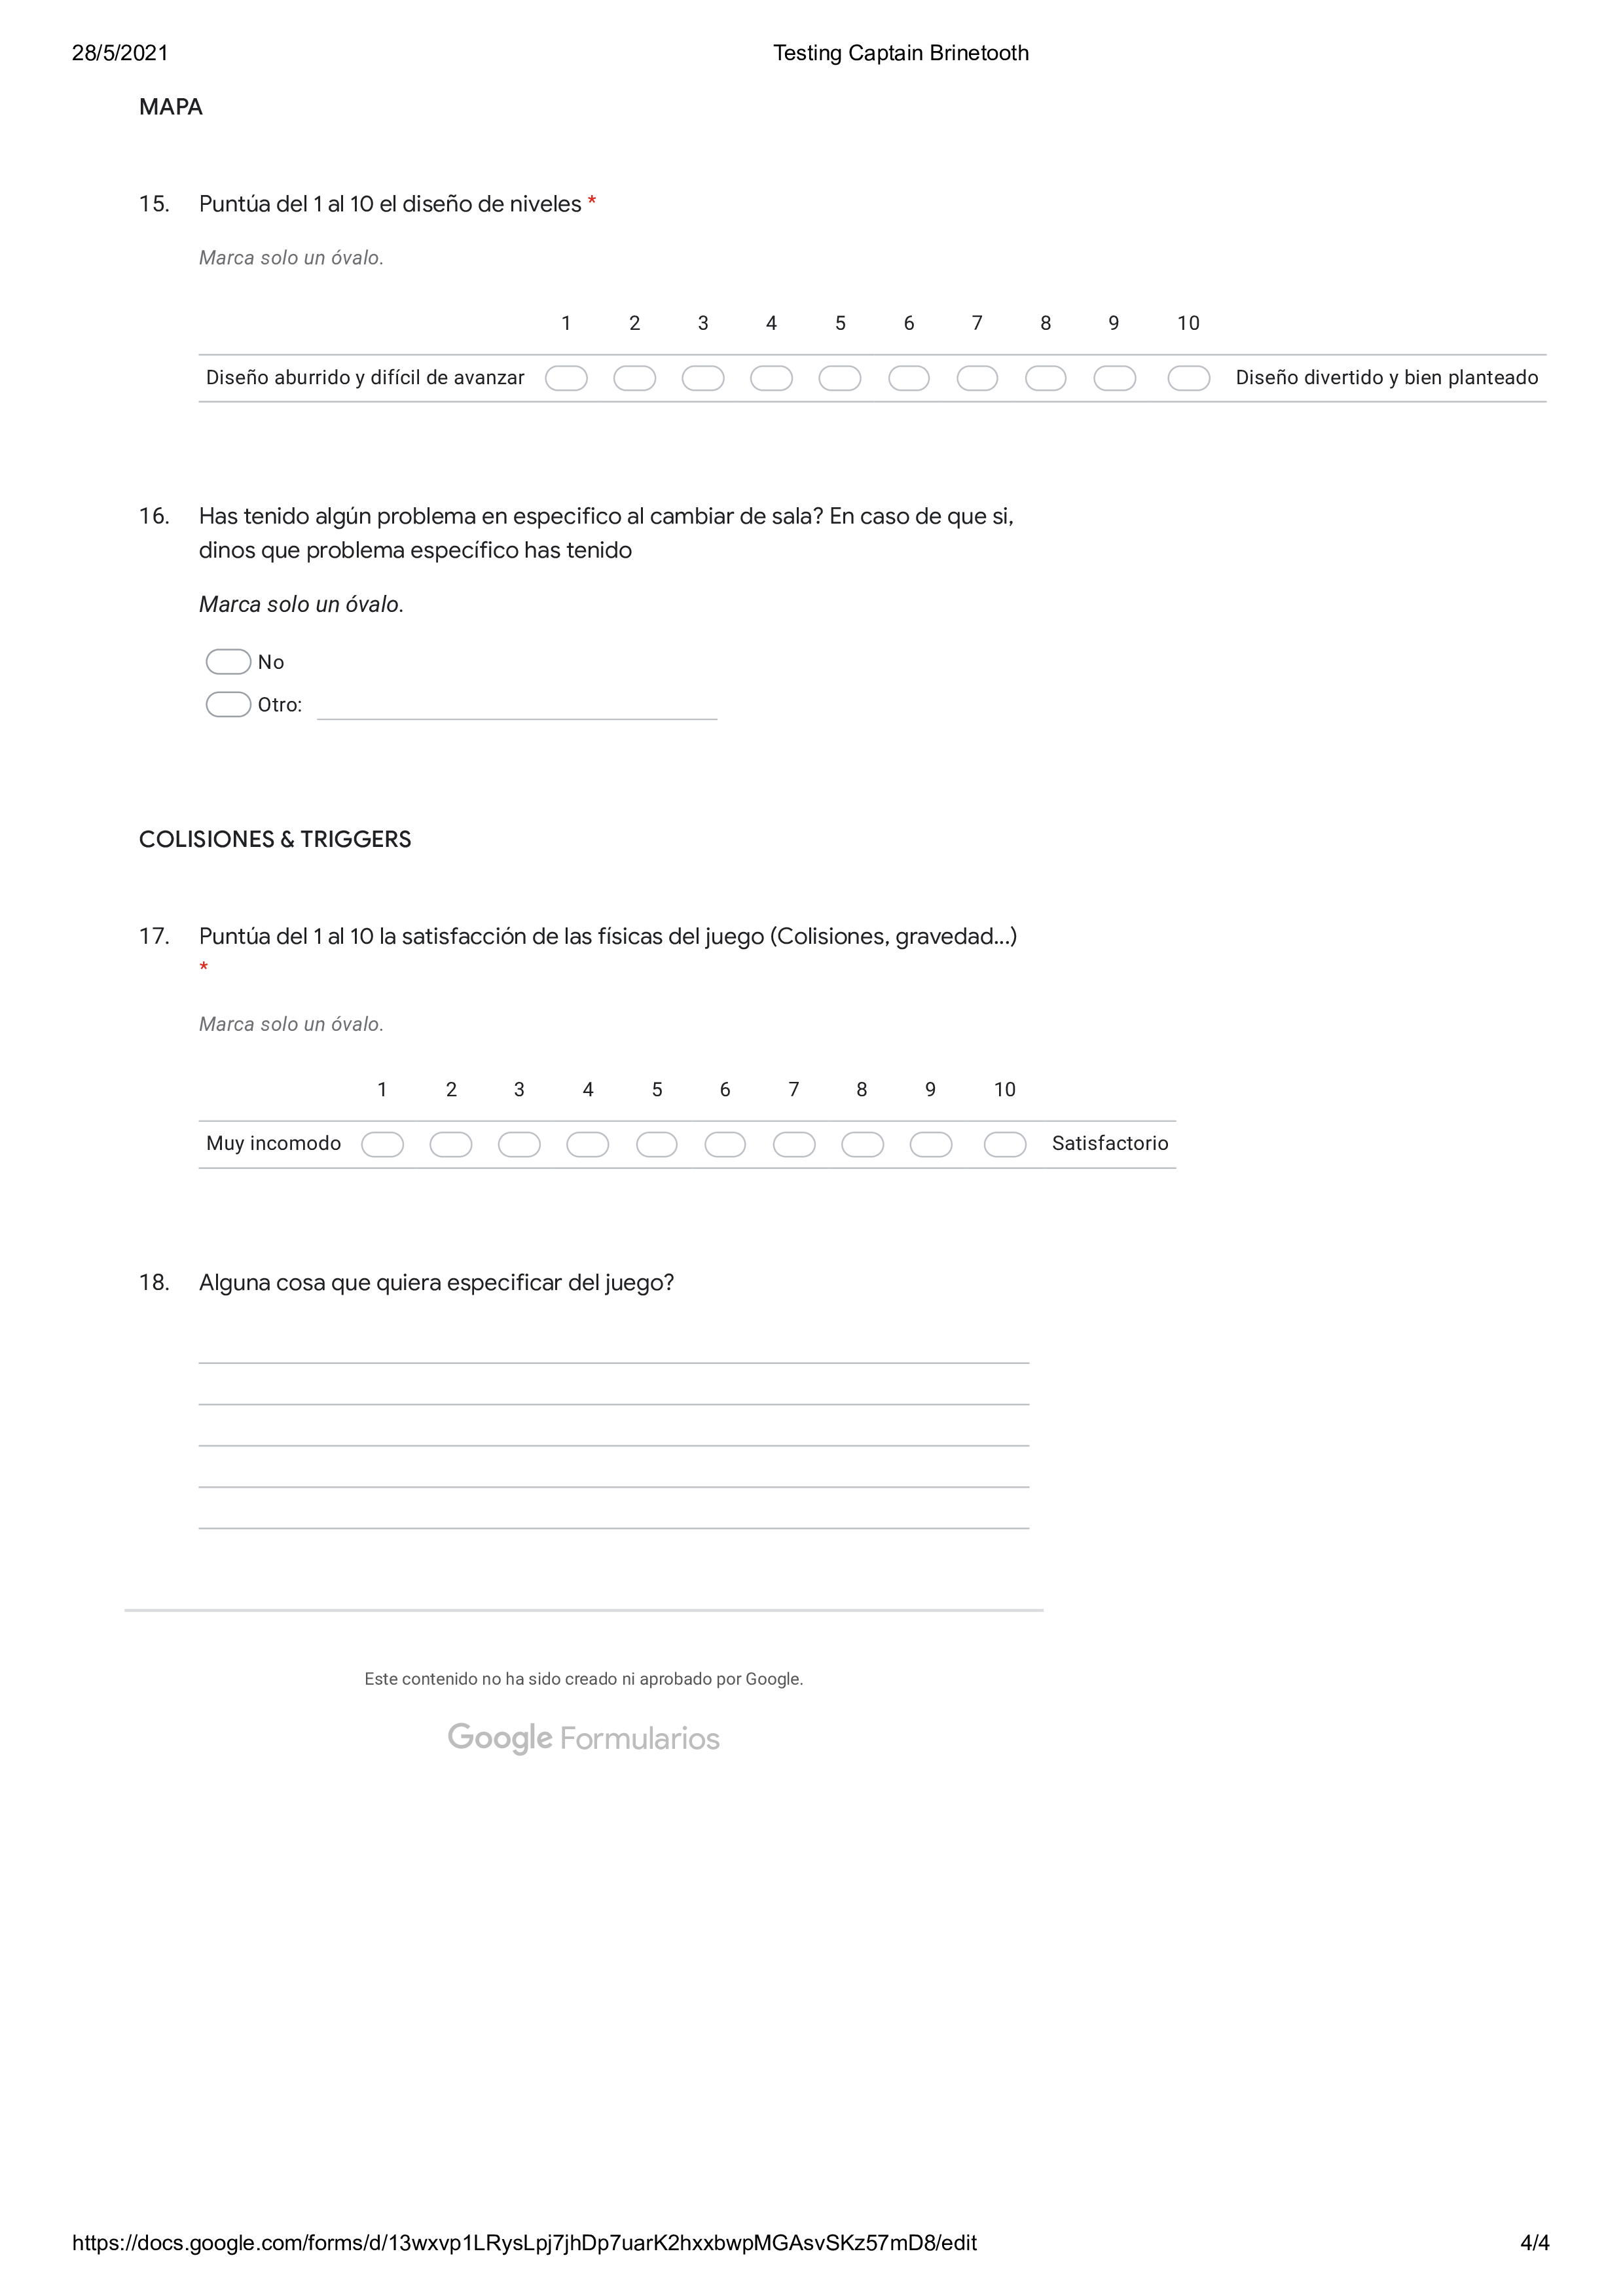 28/5/2021 Testing Captain Brinetooth
MAPA
15. Puntúa del 1 al 10 el diseño de niveles *
Marca solo un óvalo.
1 2 3 4 5 6 7 8 9 10
Diseño aburrido y difícil de avanzar Diseño divertido y bien planteado
16. Has tenido algún problema en especifico al cambiar de sala? En caso de que si,
dinos que problema específico has tenido
Marca solo un óvalo.
No
Otro:
COLISIONES & TRIGGERS
17. Puntúa del 1 al 10 la satisfacción de las físicas del juego (Colisiones, gravedad...)
*
Marca solo un óvalo.
1 2 3 4 5 6 7 8 9 10
Muy incomodo Satisfactorio
18. Alguna cosa que quiera especificar del juego?
Este contenido no ha sido creado ni aprobado por Google.
Google Formularios
https://docs.google.com/forms/d/13wxvp1LRysLpj7jhDp7uarK2hxxbwpMGAsvSKz57mD8/edit 4/4